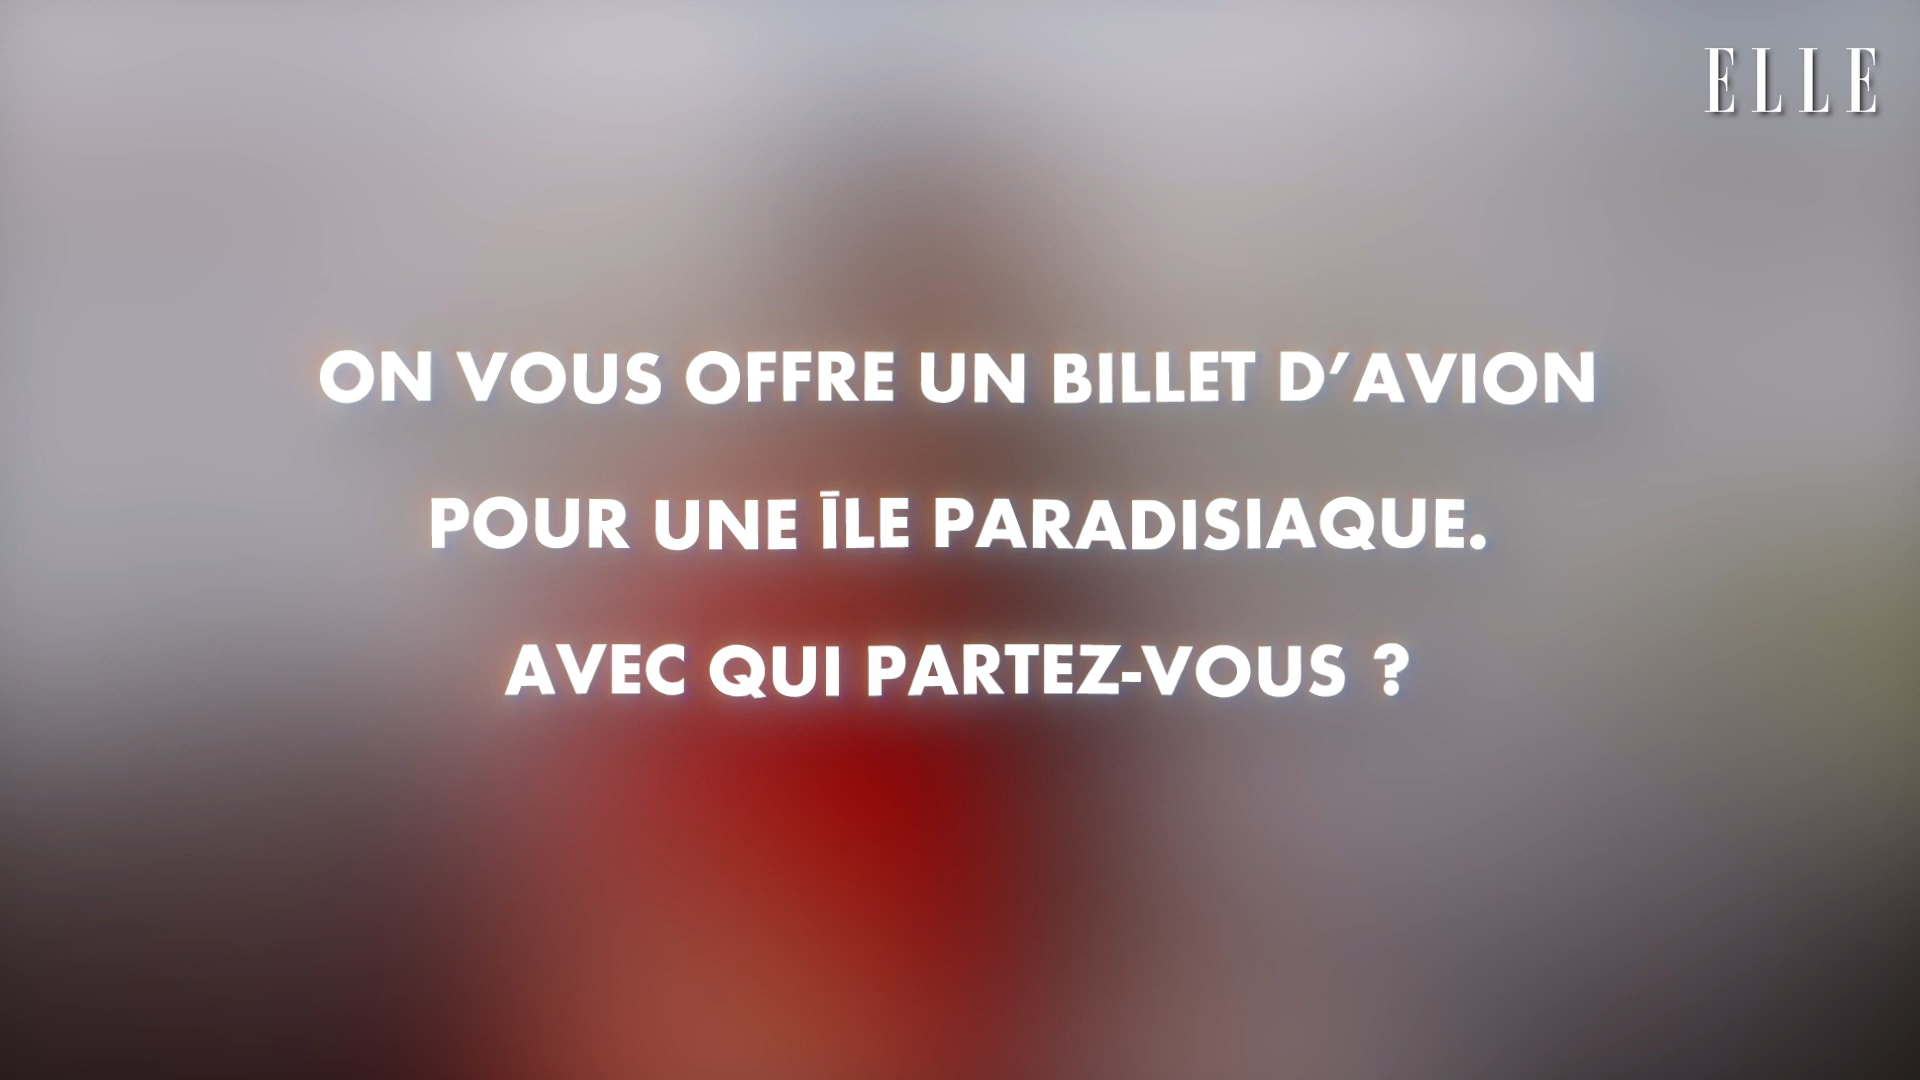 ELLE
ON VOUS OFFRE UN BILLET D’AVION
POUR UNE ÎLE PARADISIAQUE.
AVEC QUI PARTEZ-VOUS ?